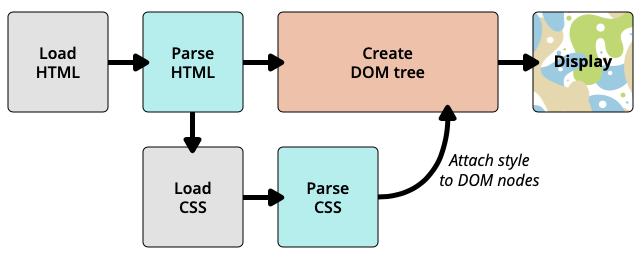 Load
HTML
Parse
HTML
Create
DOM tree
Display
Load
CSS
Parse
CSS
Attach style
to DOM nodes